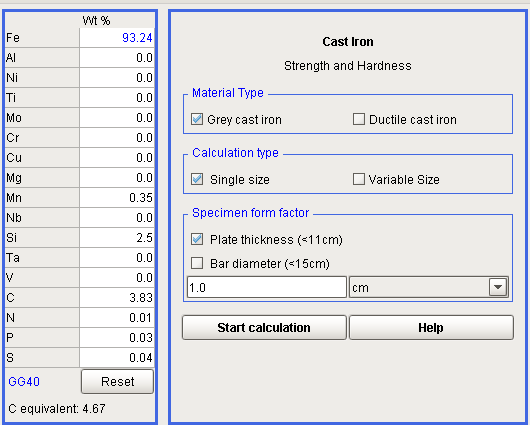 Wt %
Fe 93.24
Al 0.0
Ni 0.0
Ti 0.0
Mo 0.0
Cr 0.0
Cu 0.0
Mg 0.0
Mn 0.35
Nb 0.0
Si 2.5
Ta 0.0
V 0.0
C 3.83
N 0.01
P 0.03
S 0.04
GG40 Reset
C equivalent: 4.67
Cast Iron
Strength and Hardness
Material Type
Grey cast iron Ductile cast iron
Calculation type
Single size Variable Size
Specimen form factor
Plate thickness (<11cm)
Bar diameter (<15cm)
1.0 cm
Start calculation Help